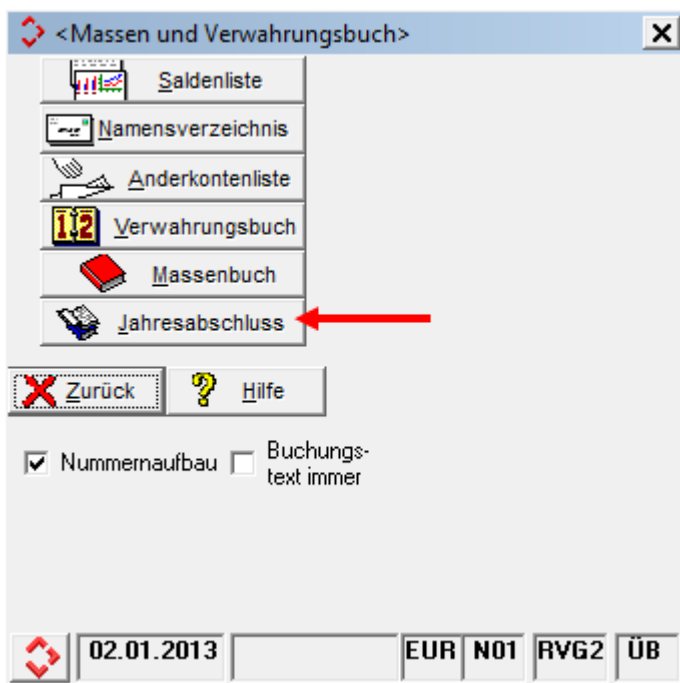 <Massen und Verwahrungsbuch>
Saldenliste
Namensverzeichnis
Anderkontenliste
Verwahrungsbuch
Massenbuch
Jahresabschluss
Zurück Hilfe
Nummernaufbau Buchungs-
text immer
02.01.2013 EUR N01 RVG2 ÜB